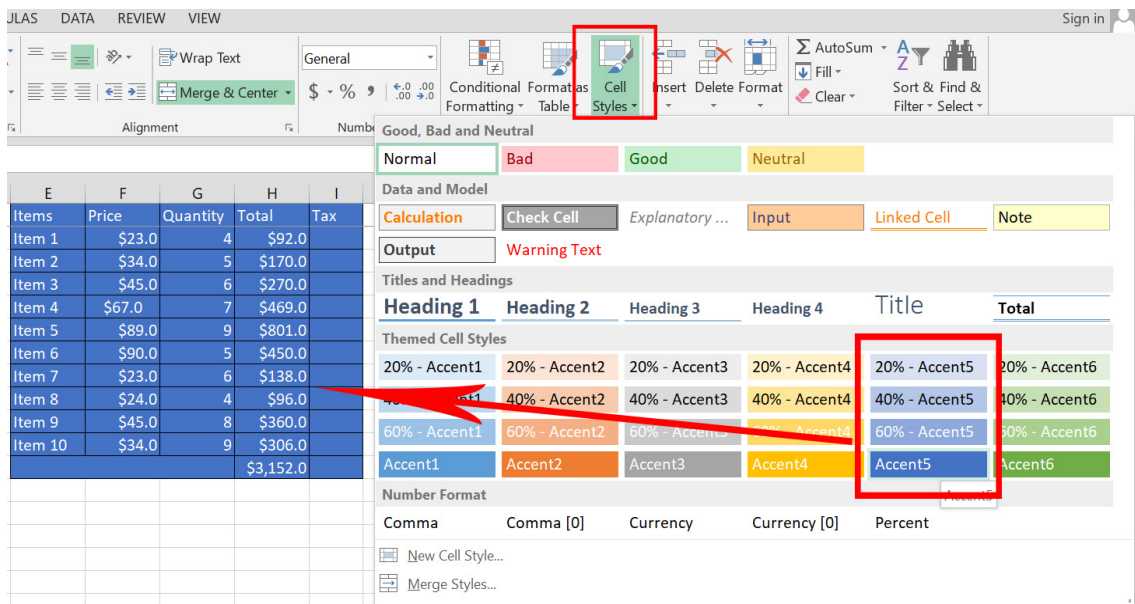 ULAS DATA REVIEW VIEW Sign in
Wrap Text General AutoSum
Merge & Center $ % , .0 .00 .00 .0 Conditional Format as Cell Insert Delete Format Fill Sort & Find &
Formatting Table Styles Clear Filter Select
Alignment
Good, Bad and Neutral
Normal Bad Good Neutral
Data and Model
Calculation Check Cell Explanatory ... Input Linked Cell Note
Output Warning Text
Titles and Headings
Heading 1 Heading 2 Heading 3 Heading 4 Title Total
Themed Cell Styles
20% - Accent1 20% - Accent2 20% - Accent3 20% - Accent4 20% - Accent5 20% - Accent6
40% - Accent2 40% - Accent3 40% - Accent4 40% - Accent5 40% - Accent6
60% - Accent1 60% - Accent2 60% - Accent3 60% - Accent4 60% - Accent5 60% - Accent6
Accent1 Accent2 Accent3 Accent4 Accent5 Accent6
Accent5
Number Format
Comma Comma [0] Currency Currency [0] Percent
New Cell Style...
Merge Styles...
E F G H I
Items Price Quantity Total Tax
Item 1 $23.0 4 $92.0
Item 2 $34.0 5 $170.0
Item 3 $45.0 6 $270.0
Item 4 $67.0 7 $469.0
Item 5 $89.0 9 $801.0
Item 6 $90.0 5 $450.0
Item 7 $23.0 6 $138.0
Item 8 $24.0 4 $96.0
Item 9 $45.0 8 $360.0
Item 10 $34.0 9 $306.0
$3,152.0